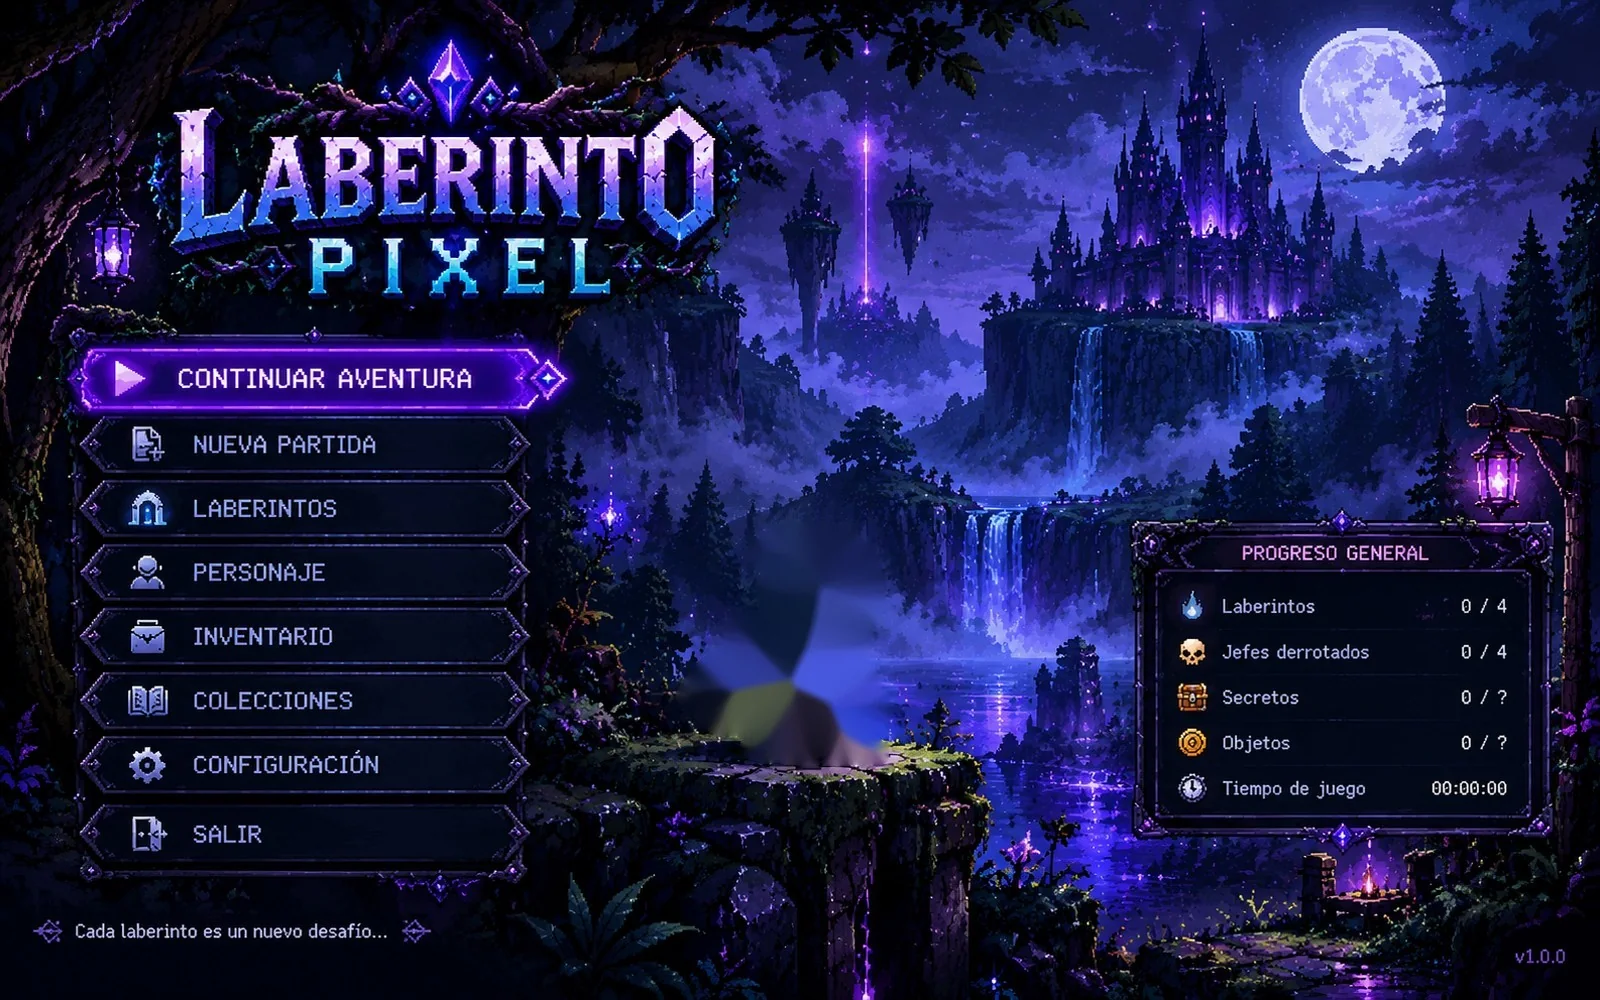 LABERINTO
PIXEL
CONTINUAR AVENTURA
NUEVA PARTIDA
LABERINTOS
PERSONAJE
INVENTARIO
COLECCIONES
CONFIGURACIÓN
SALIR
Cada laberinto es un nuevo desafío...
PROGRESO GENERAL
Laberintos 0 / 4
Jefes derrotados 0 / 4
Secretos 0 / ?
Objetos 0 / ?
Tiempo de juego 00:00:00
v1.0.0